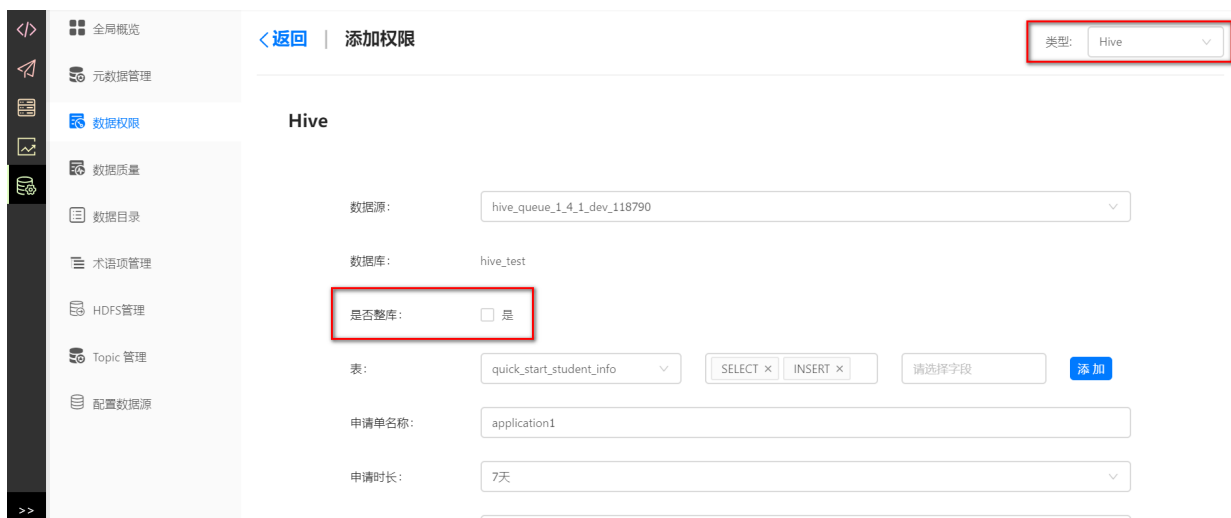 </>
全局概览
元数据管理
数据权限
数据质量
数据目录
术语项管理
HDFS管理
Topic 管理
配置数据源
>>
<返回 | 添加权限
类型: Hive
Hive
数据源: hive_queue_1_4_1_dev_118790
数据库: hive_test
是否整库: 是
表: quick_start_student_info SELECT × INSERT × 请选择字段 添加
申请单名称: application1
申请时长: 7天